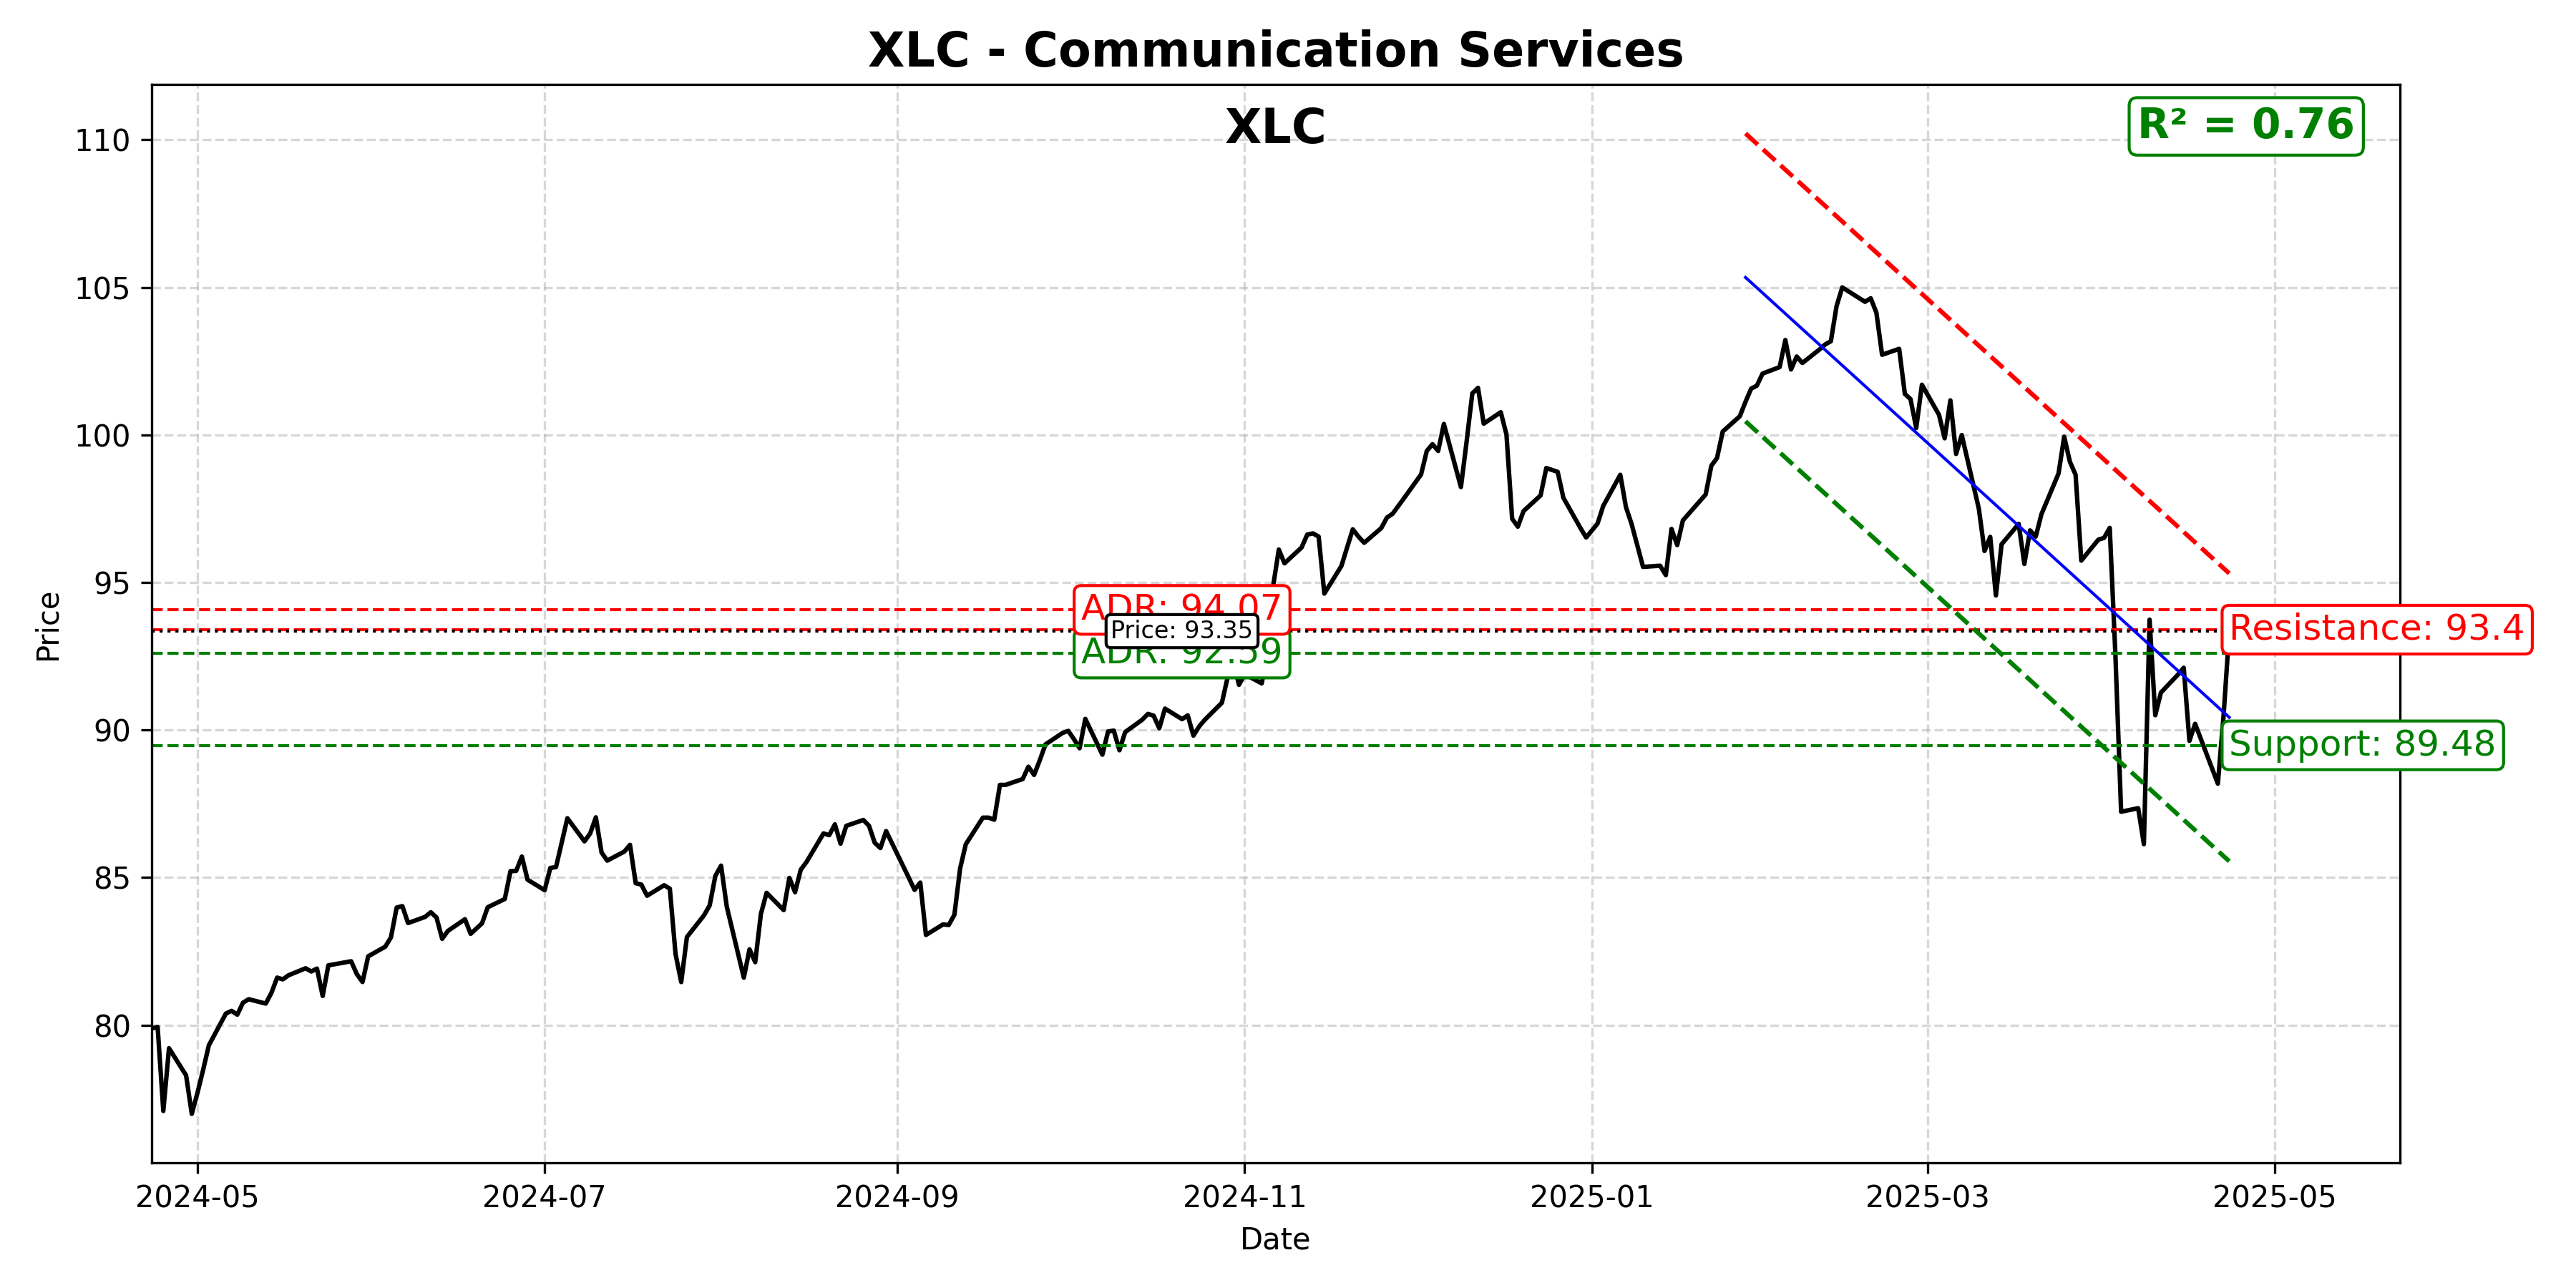 XLC - Communication Services
XLC
R² = 0.76
110
105
100
95
90
85
80
Price
ADR: 94.07
Price: 93.35
ADR: 92.59
Resistance: 93.4
Support: 89.48
2024-05
2024-07
2024-09
2024-11
2025-01
2025-03
2025-05
Date